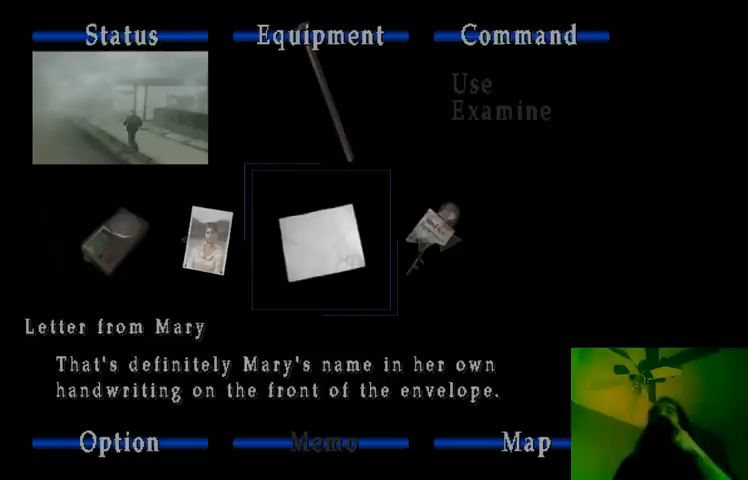 Status Equipment Command
Use
Examine
Letter from Mary
That's definitely Mary's name in her own
handwriting on the front of the envelope.
Option Memo Map